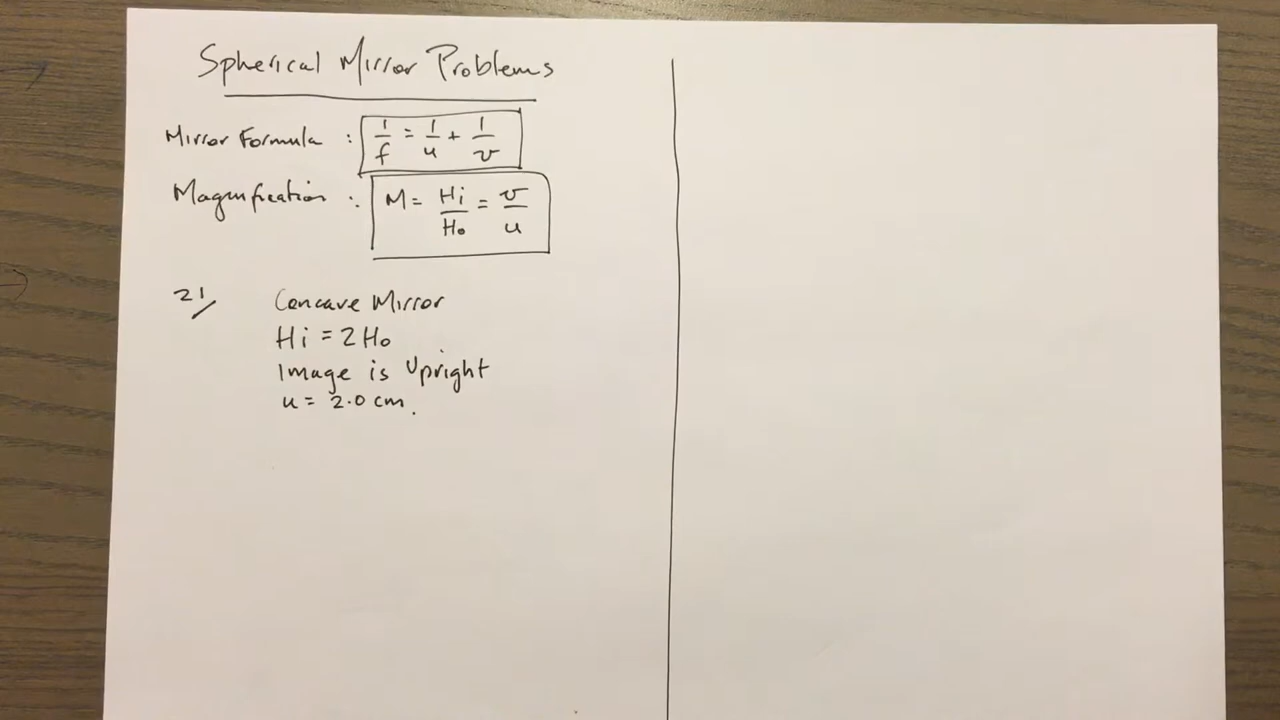 Spherical Mirror Problems
Mirror Formula : 1/f = 1/u + 1/v
Magnification : M = Hi/Ho = v/u
21/ Concave Mirror
Hi = 2Ho
Image is Upright
u = 2.0 cm.